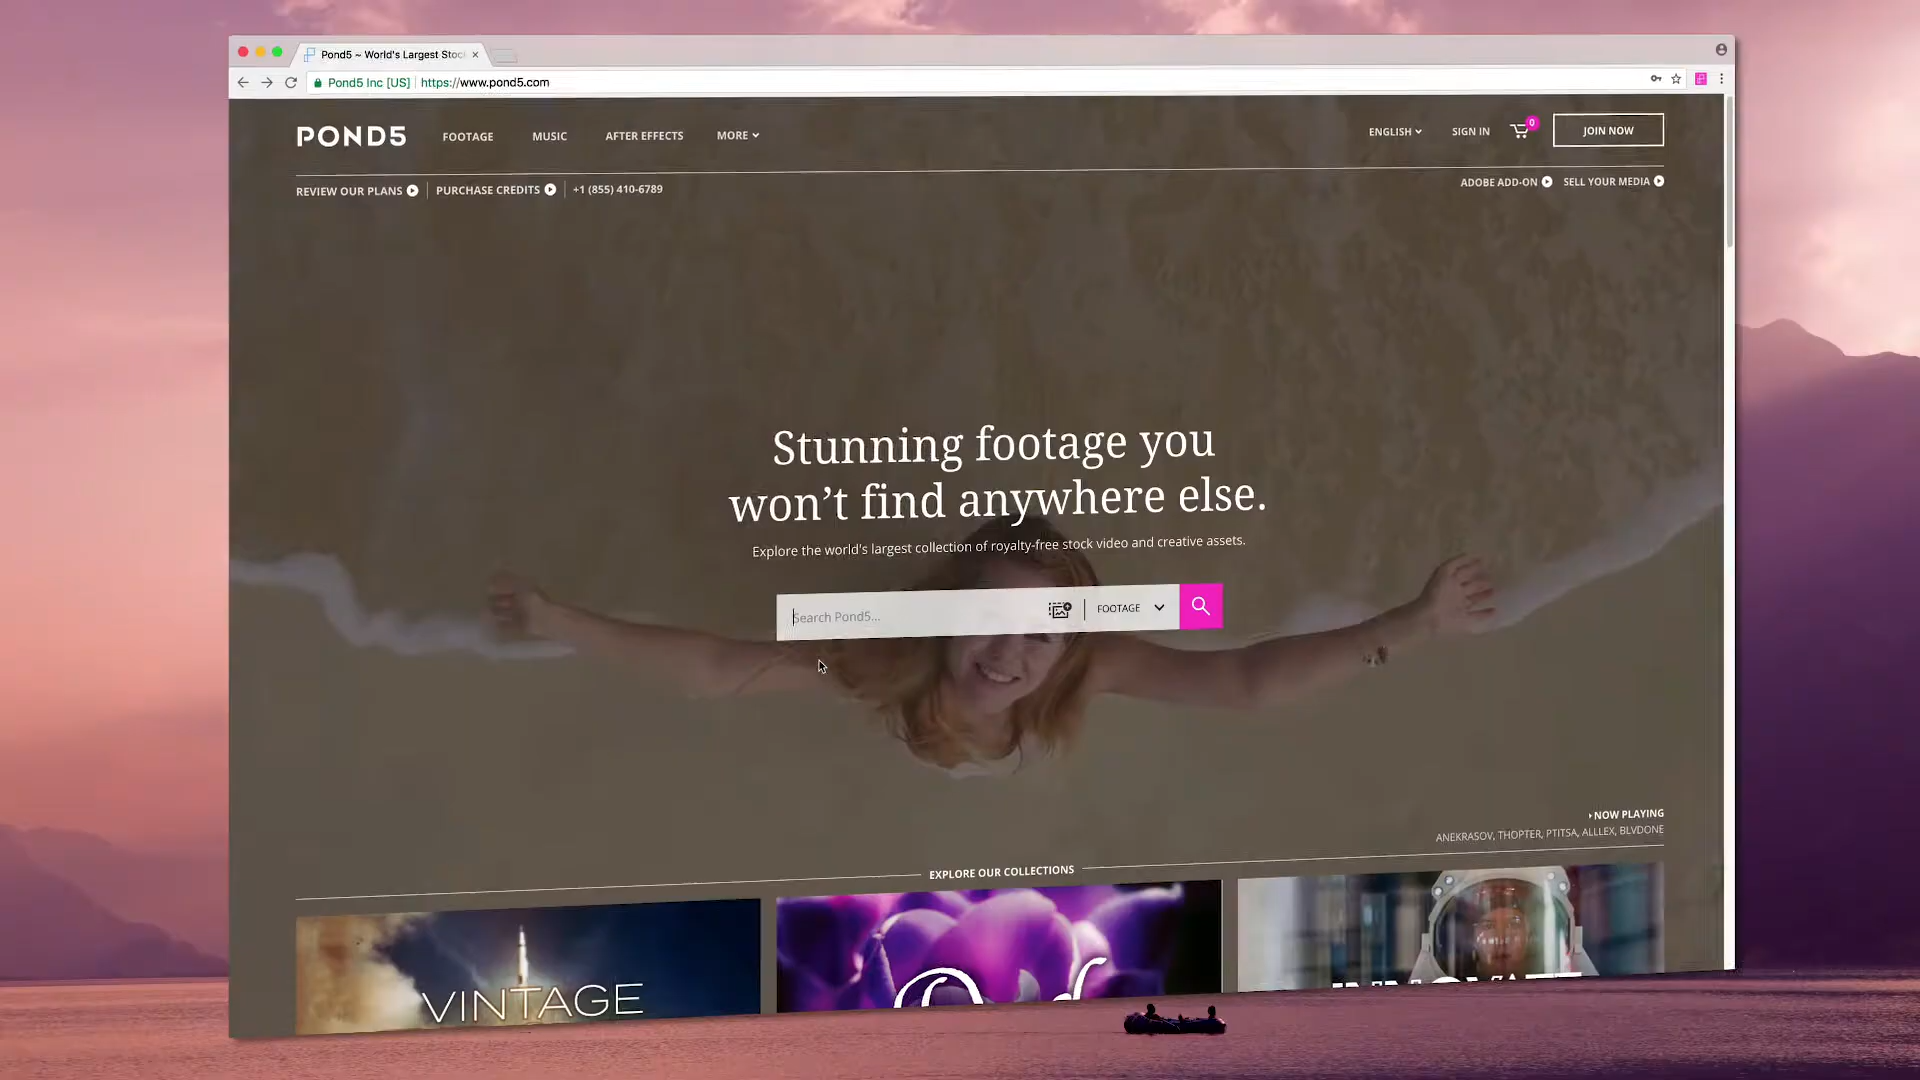 Pond5 ~ World's Largest Stoc
Pond5 Inc [US] https://www.pond5.com
POND5 FOOTAGE MUSIC AFTER EFFECTS MORE ENGLISH SIGN IN 0 JOIN NOW
REVIEW OUR PLANS PURCHASE CREDITS +1 (855) 410-6789 ADOBE ADD-ON SELL YOUR MEDIA
Stunning footage you
won't find anywhere else.
Explore the world's largest collection of royalty-free stock video and creative assets.
Search Pond5... FOOTAGE
NOW PLAYING
ANEKRASOV, THOPTER, PTITSA, ALLLEX, BLVDONE
EXPLORE OUR COLLECTIONS
VINTAGE